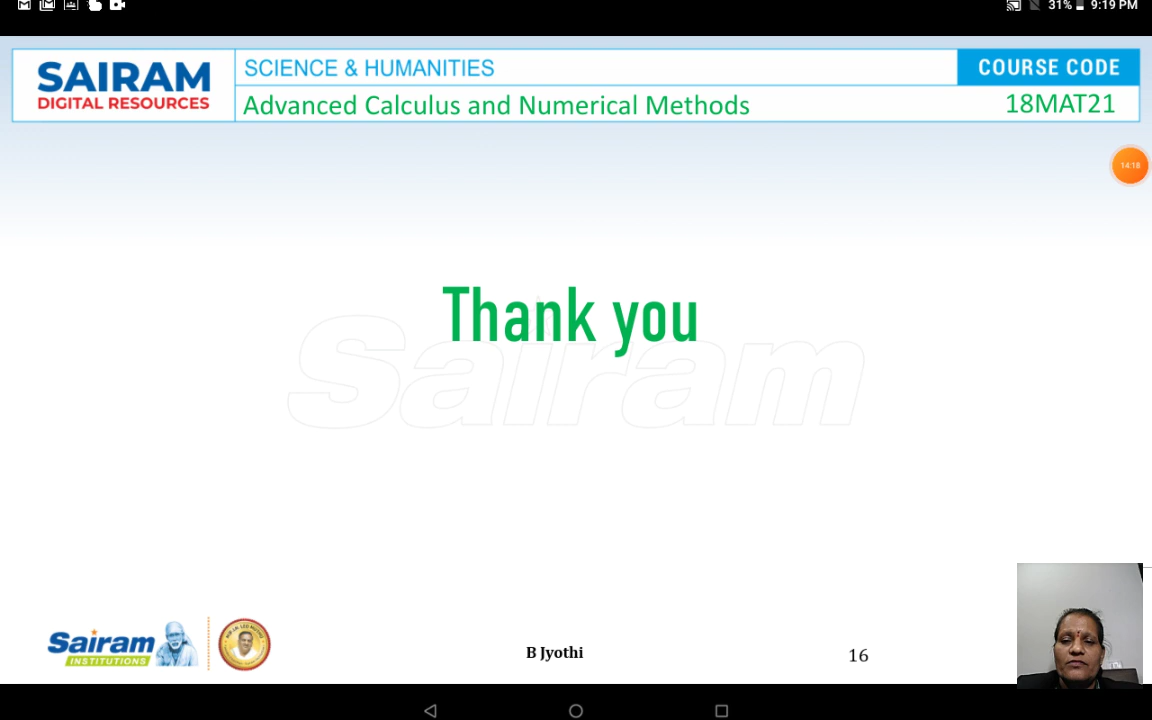 31% 9:19 PM
SAIRAM
DIGITAL RESOURCES
SCIENCE & HUMANITIES
COURSE CODE
Advanced Calculus and Numerical Methods
18MAT21
14:18
Thank you
Sairam
Sairam
INSTITUTIONS
B Jyothi
16